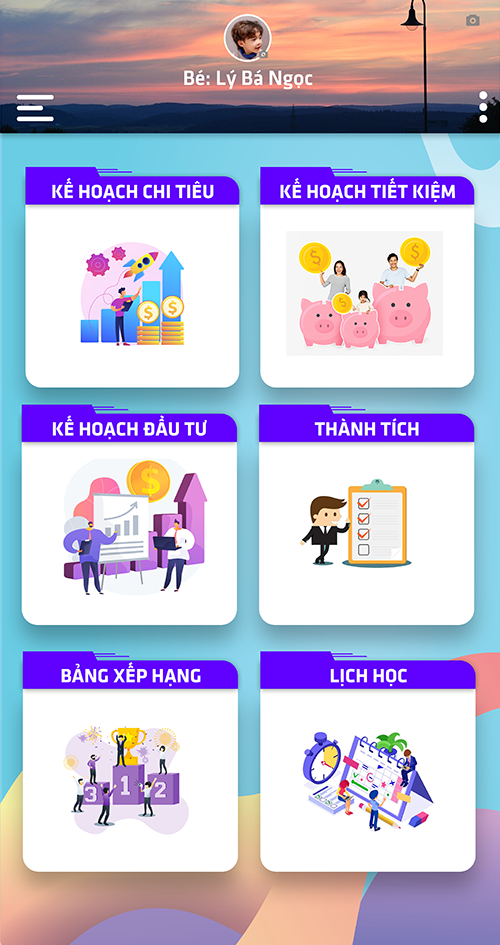 Bé: Lý Bá Ngọc
KẾ HOẠCH CHI TIÊU
KẾ HOẠCH TIẾT KIỆM
$
$
$
$
$
KẾ HOẠCH ĐẦU TƯ
THÀNH TÍCH
$
BẢNG XẾP HẠNG
LỊCH HỌC
3 1 2